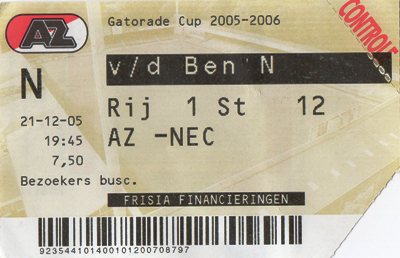 AZ
Gatorade Cup 2005-2006
CONTROLE
N
v/d Ben N
Rij 1 St 12
21-12-05
19:45
AZ -NEC
7,50
Bezoekers busc.
FRISIA FINANCIERINGEN
923544101400101200708797